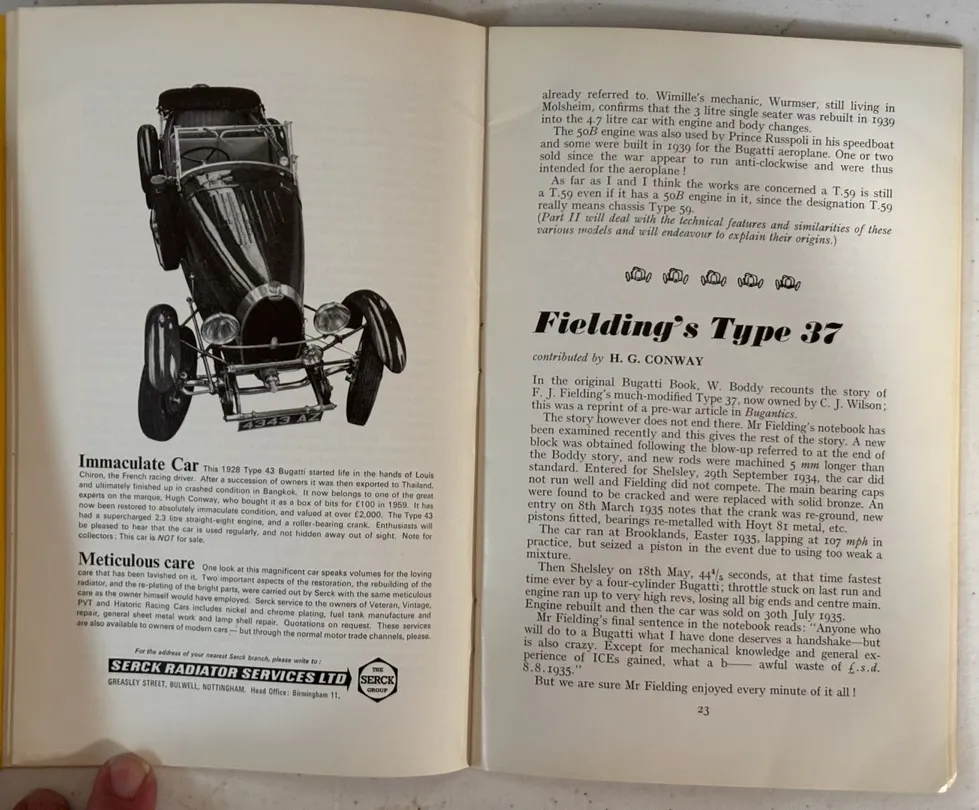 4343 AZ
Immaculate Car This 1928 Type 43 Bugatti started life in the hands of Louis
Chiron, the French racing driver. After a succession of owners it was then exported to Thailand,
and ultimately finished up in crashed condition in Bangkok. It now belongs to one of the great
experts on the marque, Hugh Conway, who bought it as a box of bits for £100 in 1959. It has
now been restored to absolutely immaculate condition, and valued at over £2,000. The Type 43
had a supercharged 2.3 litre straight-eight engine, and a roller-bearing crank. Enthusiasts will
be pleased to hear that the car is used regularly, and not hidden away out of sight. Note for
collectors: This car is NOT for sale.
Meticulous care One look at this magnificent car speaks volumes for the loving
care that has been lavished on it. Two important aspects of the restoration, the rebuilding of the
radiator, and the re-plating of the bright parts, were carried out by Serck with the same meticulous
care as the owner himself would have employed. Serck service to the owners of Veteran, Vintage,
PVT and Historic Racing Cars includes nickel and chrome plating, fuel tank manufacture and
repair, general sheet metal work and lamp shell repair. Quotations on request. These services
are also available to owners of modern cars — but through the normal motor trade channels, please.
For the address of your nearest Serck branch, please write to:
SERCK RADIATOR SERVICES LTD
GREASLEY STREET, BULWELL, NOTTINGHAM. Head Office: Birmingham 11.
THE
SERCK
GROUP
already referred to. Wimille's mechanic, Wurmser, still living in
Molsheim, confirms that the 3 litre single seater was rebuilt in 1939
into the 4.7 litre car with engine and body changes.
The 50B engine was also used by Prince Russpoli in his speedboat
and some were built in 1939 for the Bugatti aeroplane. One or two
sold since the war appear to run anti-clockwise and were thus
intended for the aeroplane!
As far as I and I think the works are concerned a T.59 is still
a T.59 even if it has a 50B engine in it, since the designation T.59
really means chassis Type 59.
(Part II will deal with the technical features and similarities of these
various models and will endeavour to explain their origins.)
Fielding's Type 37
contributed by H. G. CONWAY
In the original Bugatti Book, W. Boddy recounts the story of
F. J. Fielding's much-modified Type 37, now owned by C. J. Wilson;
this was a reprint of a pre-war article in Bugantics.
The story however does not end there. Mr Fielding's notebook has
been examined recently and this gives the rest of the story. A new
block was obtained following the blow-up referred to at the end of
the Boddy story, and new rods were machined 5 mm longer than
standard. Entered for Shelsley, 29th September 1934, the car did
not run well and Fielding did not compete. The main bearing caps
were found to be cracked and were replaced with solid bronze. An
entry on 8th March 1935 notes that the crank was re-ground, new
pistons fitted, bearings re-metalled with Hoyt 81 metal, etc.
The car ran at Brooklands, Easter 1935, lapping at 107 mph in
practice, but seized a piston in the event due to using too weak a
mixture.
Then Shelsley on 18th May, 44⁴/₅ seconds, at that time fastest
time ever by a four-cylinder Bugatti; throttle stuck on last run and
engine ran up to very high revs, losing all big ends and centre main.
Engine rebuilt and then the car was sold on 30th July 1935.
Mr Fielding's final sentence in the notebook reads: "Anyone who
will do to a Bugatti what I have done deserves a handshake—but
is also crazy. Except for mechanical knowledge and general ex-
perience of ICEs gained, what a b—— awful waste of £.s.d.
8.8.1935."
But we are sure Mr Fielding enjoyed every minute of it all!
23